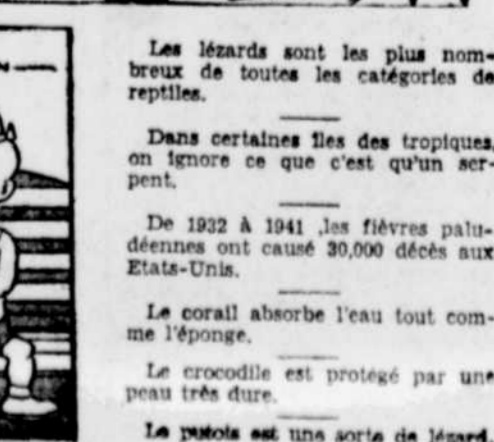 Les lézards sont les plus nom-
breux de toutes les catégories de
reptiles.
Dans certaines îles des tropiques,
on ignore ce que c'est qu'un ser-
pent.
De 1932 à 1941 ,les fièvres palu-
déennes ont causé 30,000 décès aux
Etats-Unis.
Le corail absorbe l'eau tout com-
me l'éponge.
Le crocodile est protégé par une
peau très dure.
Le putois est une sorte de lézard